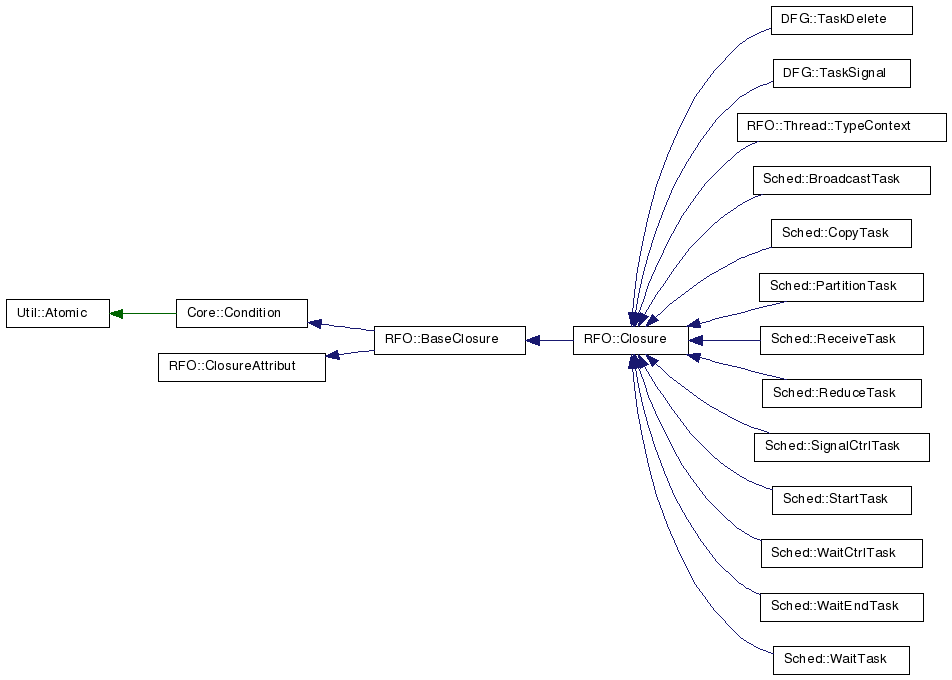 DFG::TaskDelete
DFG::TaskSignal
RFO::Thread::TypeContext
Sched::BroadcastTask
Sched::CopyTask
Sched::PartitionTask
Util::Atomic
Core::Condition
RFO::BaseClosure
RFO::Closure
Sched::ReceiveTask
RFO::ClosureAttribut
Sched::ReduceTask
Sched::SignalCtrlTask
Sched::StartTask
Sched::WaitCtrlTask
Sched::WaitEndTask
Sched::WaitTask